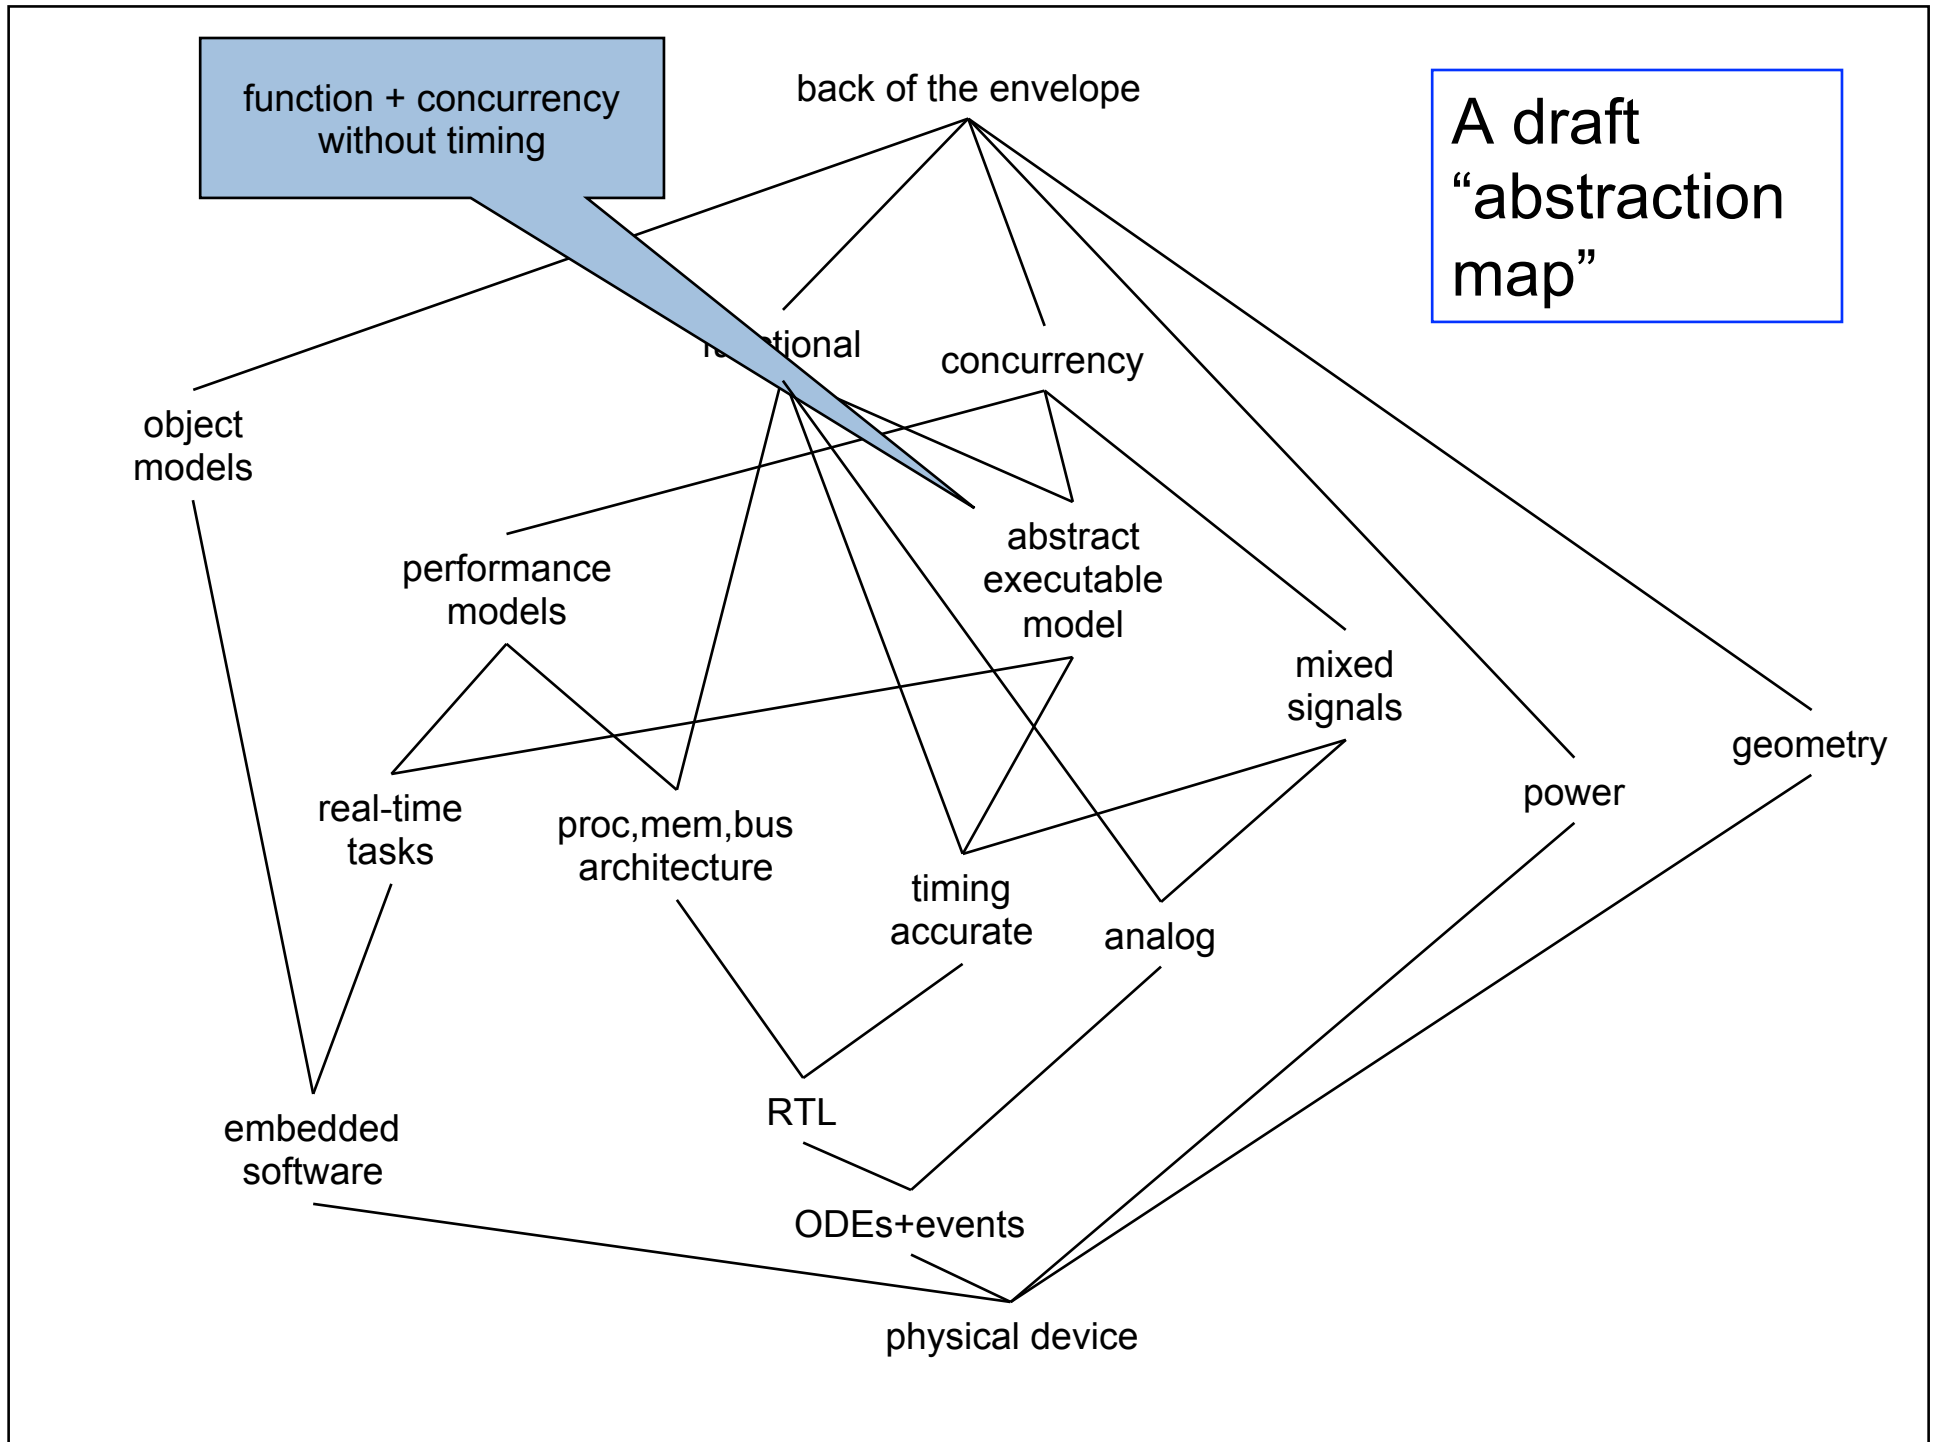 function + concurrency
without timing
back of the envelope
A draft
“abstraction
map”
concurrency
object
models
performance
models
abstract
executable
model
mixed
signals
geometry
power
real-time
tasks
proc,mem,bus
architecture
timing
accurate
analog
RTL
embedded
software
ODEs+events
physical device